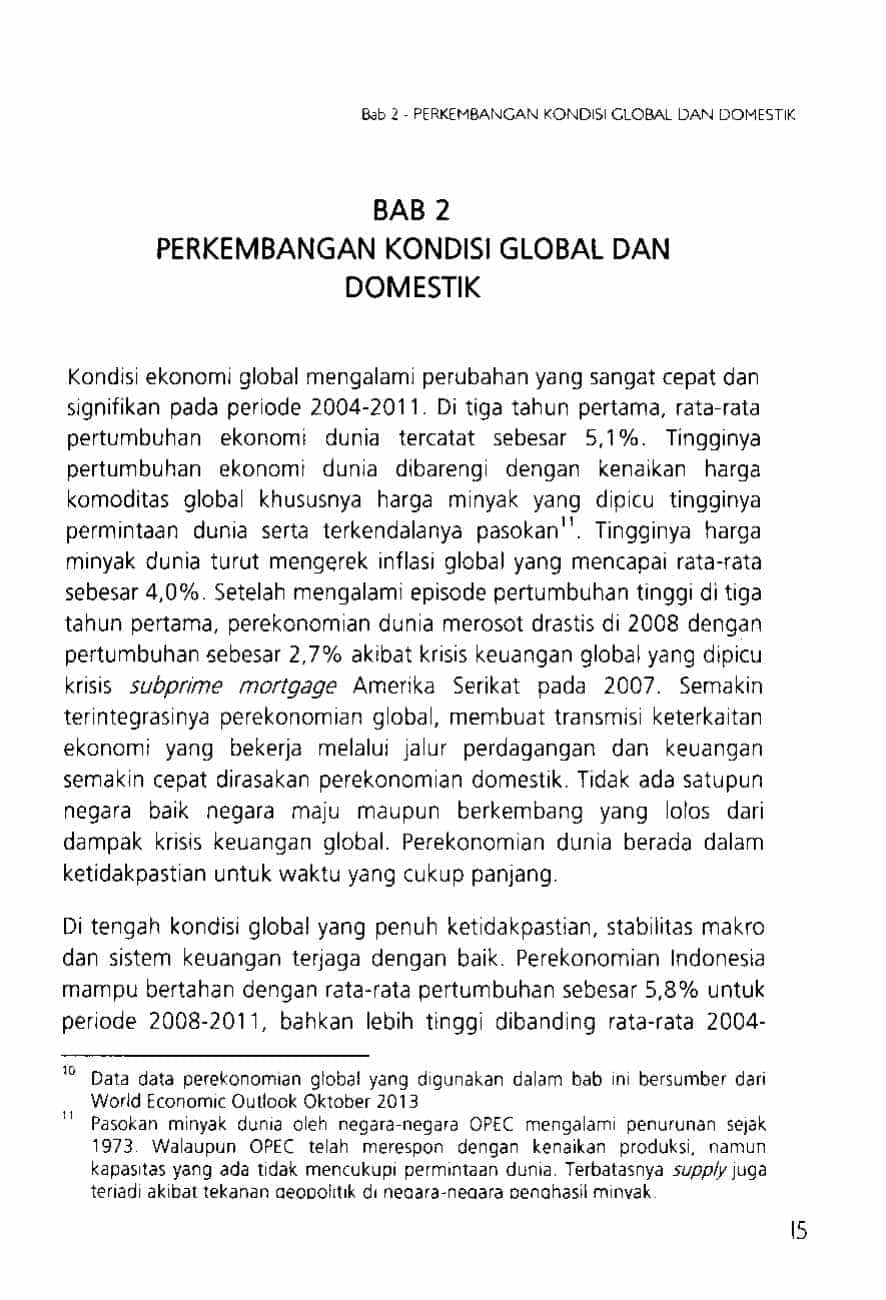 Bab 2 - PERKEMBANGAN KONDISI GLOBAL DAN DOMESTIK
BAB 2
PERKEMBANGAN KONDISI GLOBAL DAN
DOMESTIK
Kondisi ekonomi global mengalami perubahan yang sangat cepat dan
signifikan pada periode 2004-2011. Di tiga tahun pertama, rata-rata
pertumbuhan ekonomi dunia tercatat sebesar 5,1%. Tingginya
pertumbuhan ekonomi dunia dibarengi dengan kenaikan harga
komoditas global khususnya harga minyak yang dipicu tingginya
permintaan dunia serta terkendalanya pasokan¹¹. Tingginya harga
minyak dunia turut mengerek inflasi global yang mencapai rata-rata
sebesar 4,0%. Setelah mengalami episode pertumbuhan tinggi di tiga
tahun pertama, perekonomian dunia merosot drastis di 2008 dengan
pertumbuhan sebesar 2,7% akibat krisis keuangan global yang dipicu
krisis subprime mortgage Amerika Serikat pada 2007. Semakin
terintegrasinya perekonomian global, membuat transmisi keterkaitan
ekonomi yang bekerja melalui jalur perdagangan dan keuangan
semakin cepat dirasakan perekonomian domestik. Tidak ada satupun
negara baik negara maju maupun berkembang yang lolos dari
dampak krisis keuangan global. Perekonomian dunia berada dalam
ketidakpastian untuk waktu yang cukup panjang.
Di tengah kondisi global yang penuh ketidakpastian, stabilitas makro
dan sistem keuangan terjaga dengan baik. Perekonomian Indonesia
mampu bertahan dengan rata-rata pertumbuhan sebesar 5,8% untuk
periode 2008-2011, bahkan lebih tinggi dibanding rata-rata 2004-
¹⁰ Data data perekonomian global yang digunakan dalam bab ini bersumber dari
World Economic Outlook Oktober 2013
¹¹ Pasokan minyak dunia oleh negara-negara OPEC mengalami penurunan sejak
1973. Walaupun OPEC telah merespon dengan kenaikan produksi, namun
kapasitas yang ada tidak mencukupi permintaan dunia. Terbatasnya supply juga
terjadi akibat tekanan geopolitik di negara-negara penghasil minyak.
15